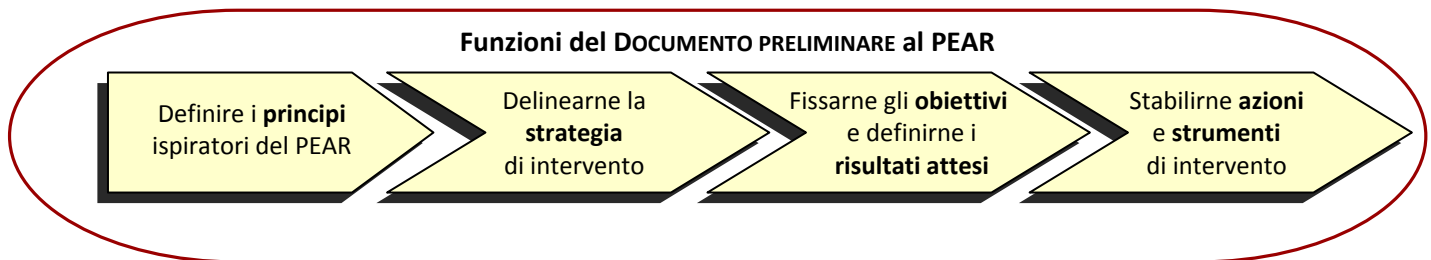 Funzioni del DOCUMENTO PRELIMINARE al PEAR
Definire i principi
ispiratori del PEAR
Delinearne la
strategia
di intervento
Fissarne gli obiettivi
e definirne i
risultati attesi
Stabilirne azioni
e strumenti
di intervento